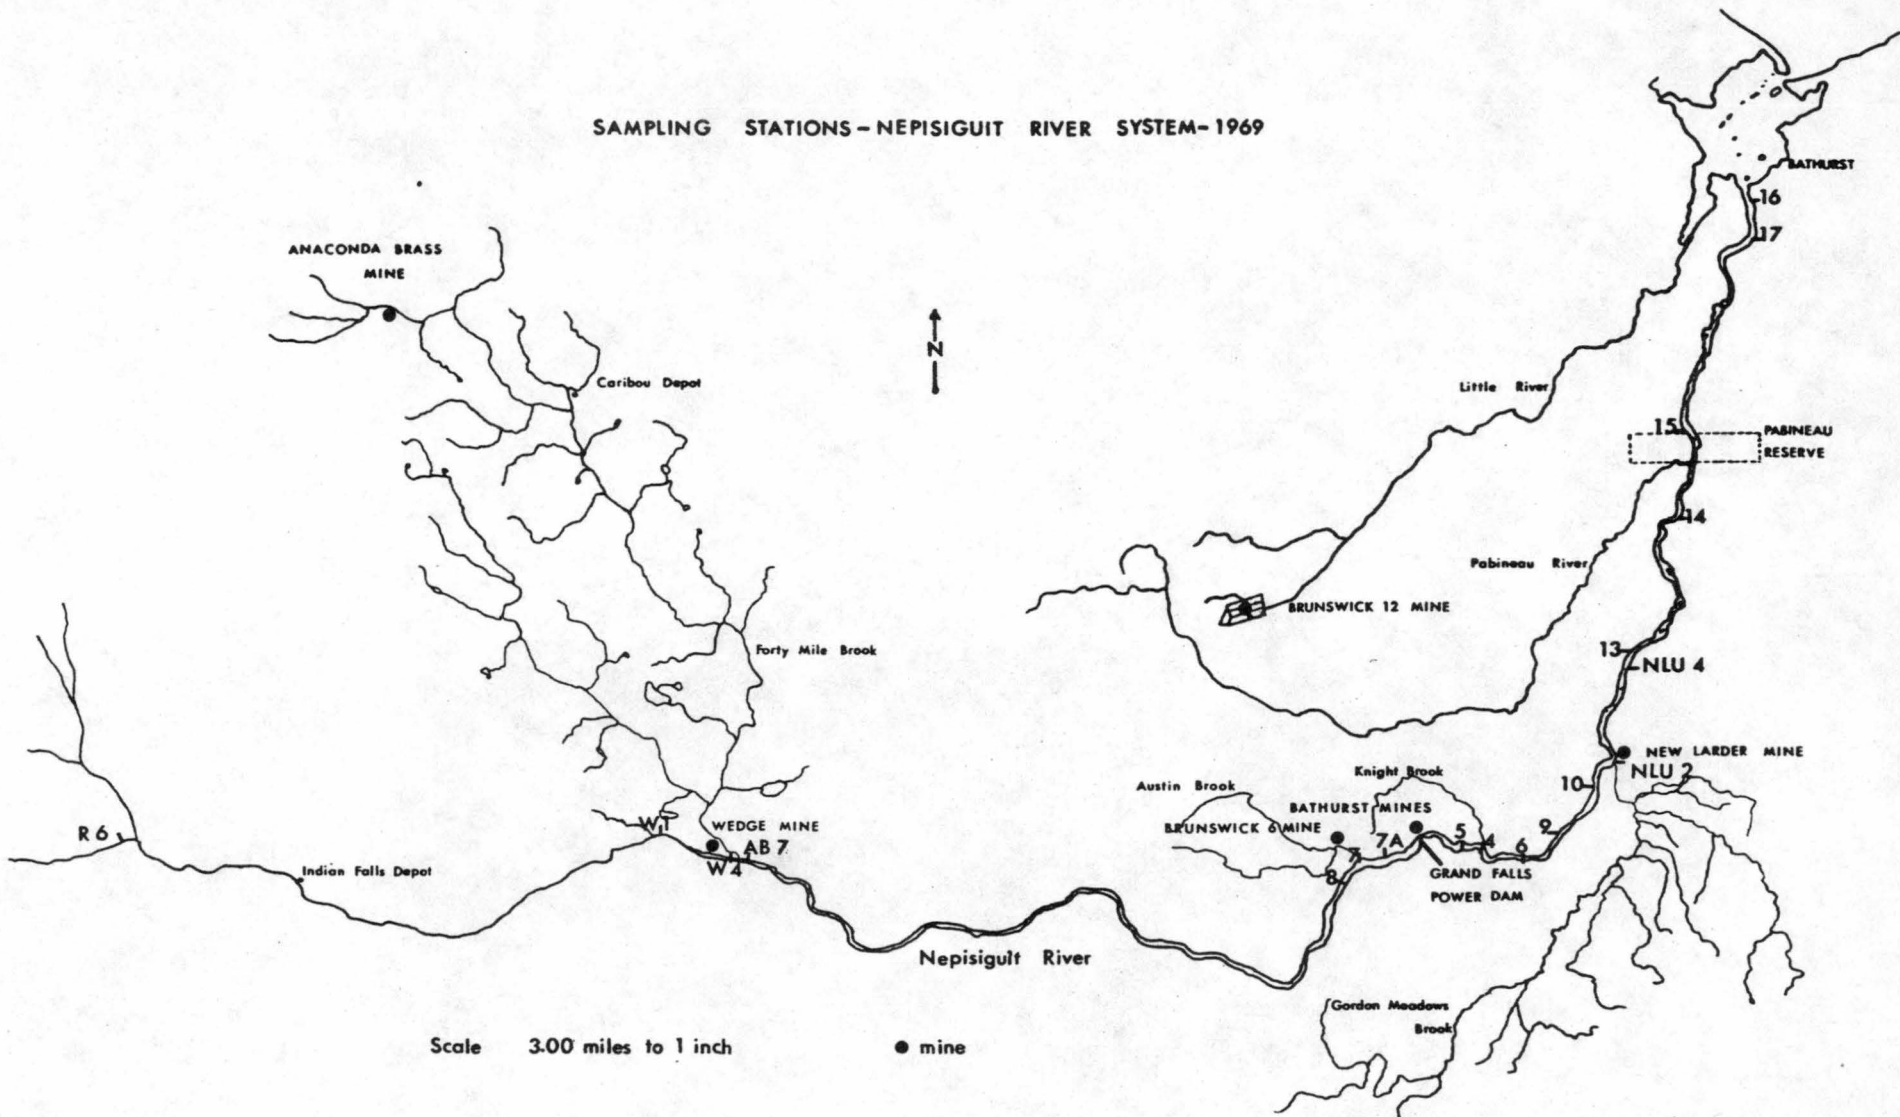 SAMPLING STATIONS - NEPISIGUIT RIVER SYSTEM - 1969
BATHURST
16
17
ANACONDA BRASS
MINE
N
Caribou Depot
Little River
15
PABINEAU
RESERVE
14
Pabineau River
BRUNSWICK 12 MINE
13
NLU 4
Forty Mile Brook
NEW LARDER MINE
NLU 2
10
Knight Brook
Austin Brook
BATHURST MINES
BRUNSWICK 6 MINE
W1
WEDGE MINE
R 6
AB 7
W 4
7
7A
5
4
6
9
8
Indian Falls Depot
GRAND FALLS
POWER DAM
Nepisiguit River
Gordon Meadows
Brook
Scale 3.00 miles to 1 inch
mine